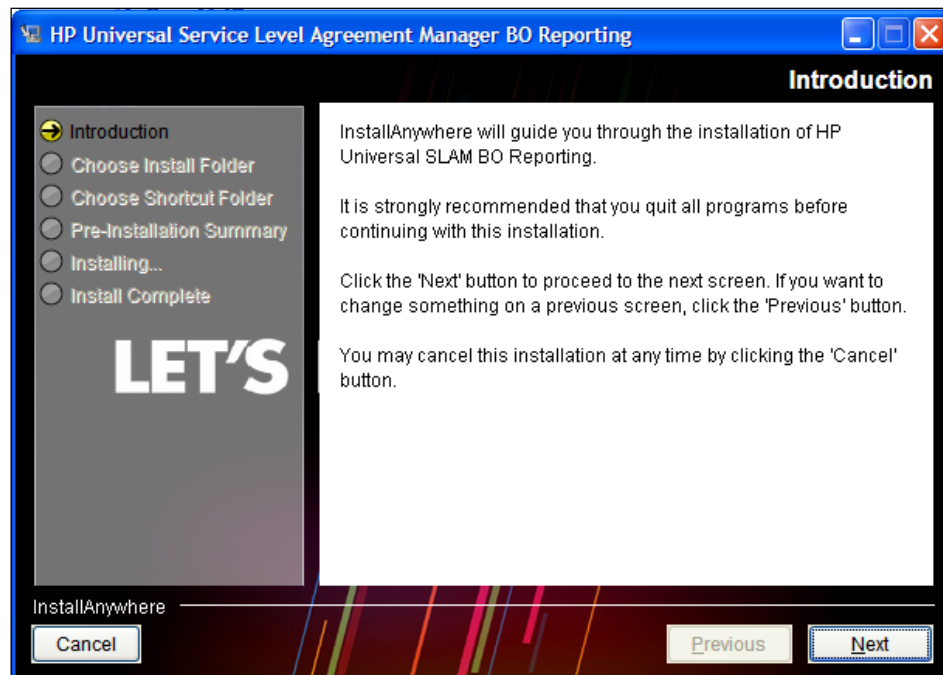 HP Universal Service Level Agreement Manager BO Reporting
Introduction
Introduction
Choose Install Folder
Choose Shortcut Folder
Pre-Installation Summary
Installing...
Install Complete
LET'S
InstallAnywhere will guide you through the installation of HP
Universal SLAM BO Reporting.
It is strongly recommended that you quit all programs before
continuing with this installation.
Click the 'Next' button to proceed to the next screen. If you want to
change something on a previous screen, click the 'Previous' button.
You may cancel this installation at any time by clicking the 'Cancel'
button.
InstallAnywhere
Cancel
Previous
Next